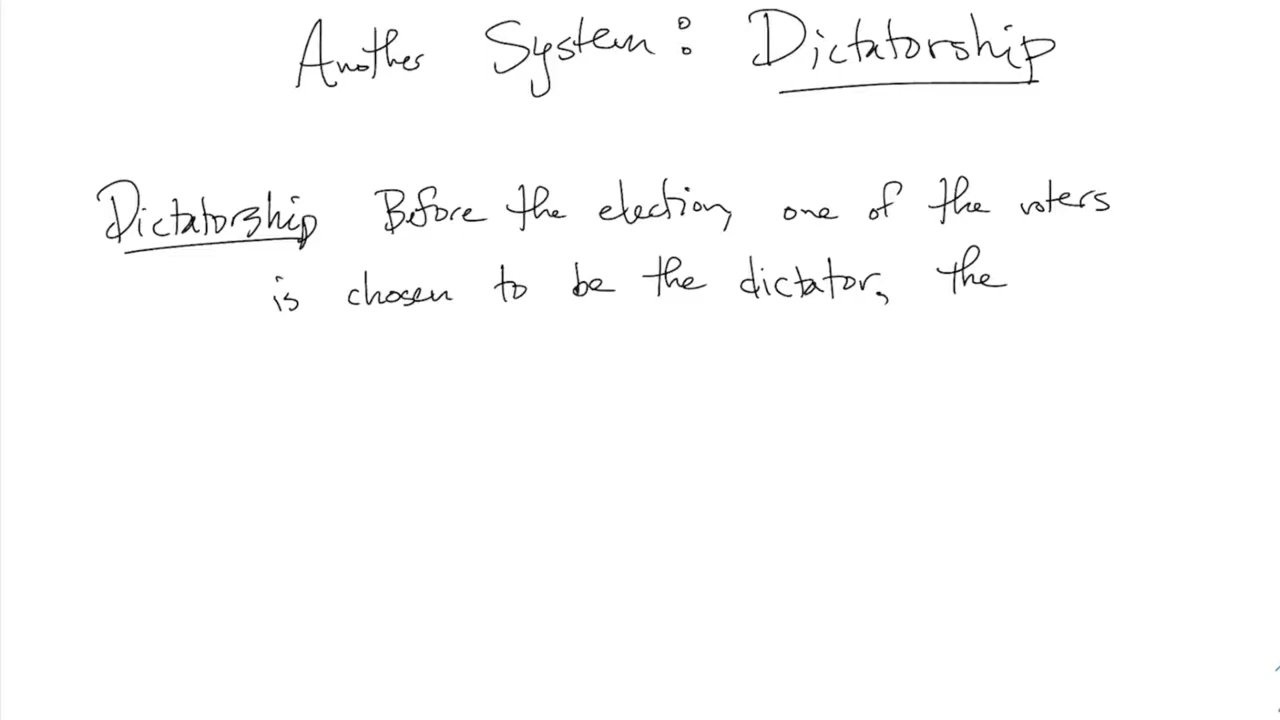 Another System: Dictatorship
Dictatorship Before the election, one of the voters
is chosen to be the dictator, the